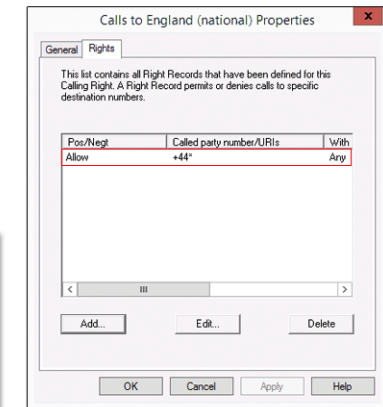 Calls to England (national) Properties
x
General Rights
This list contains all Right Records that have been defined for this
Calling Right. A Right Record permits or denies calls to specific
destination numbers.
Pos/Negt Called party number/URIs With
Allow +44* Any
Add... Edit... Delete
OK Cancel Apply Help